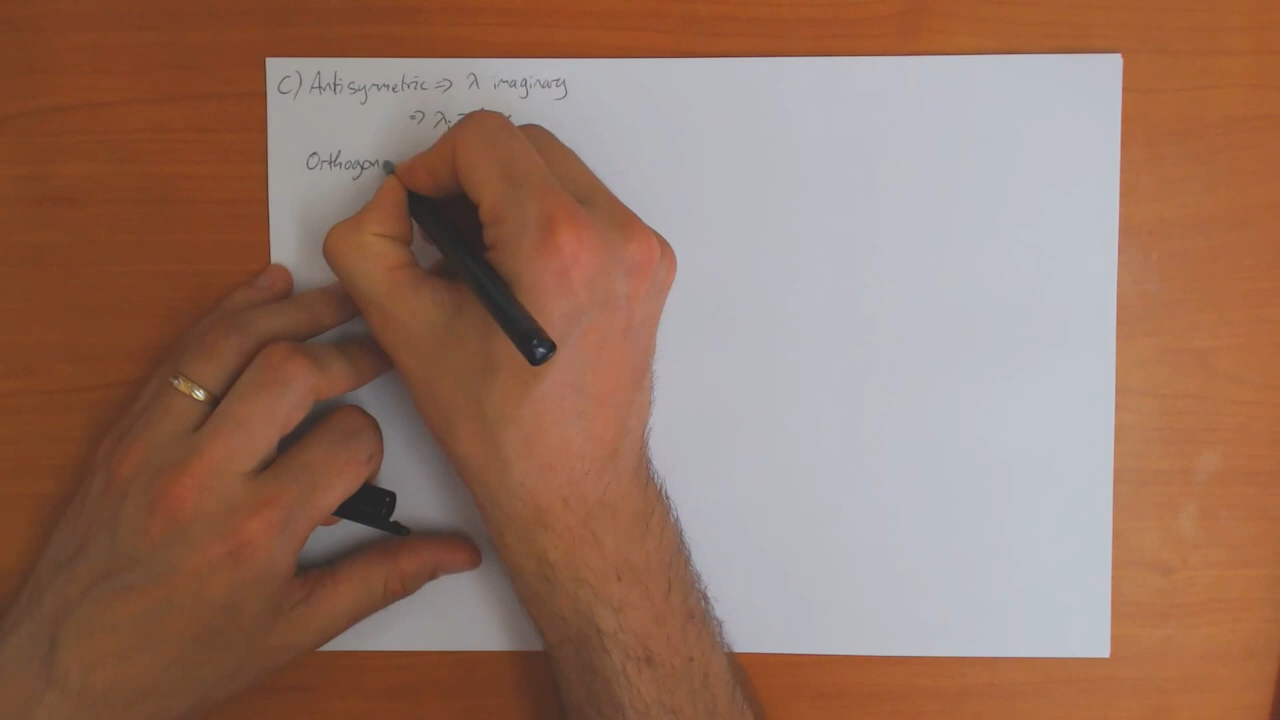 C) Antisymmetric ⇒ λ imaginary
⇒ λ
Orthogon